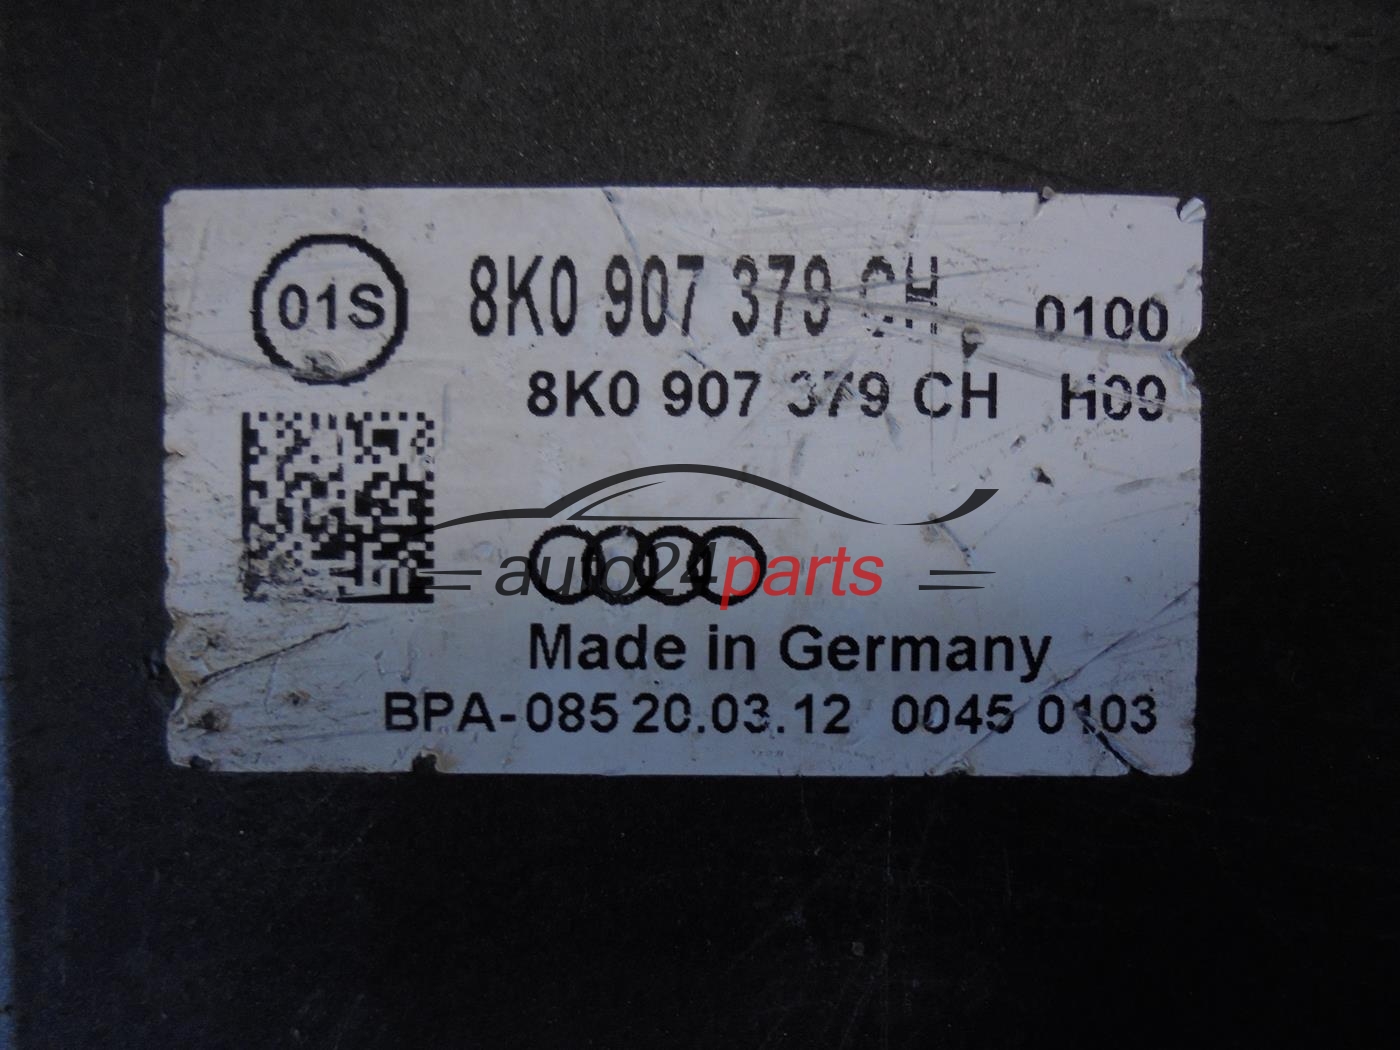 01S
8K0 907 379 CH 0100
8K0 907 379 CH H09
auto24parts
Made in Germany
BPA-085 20.03.12 0045 0103